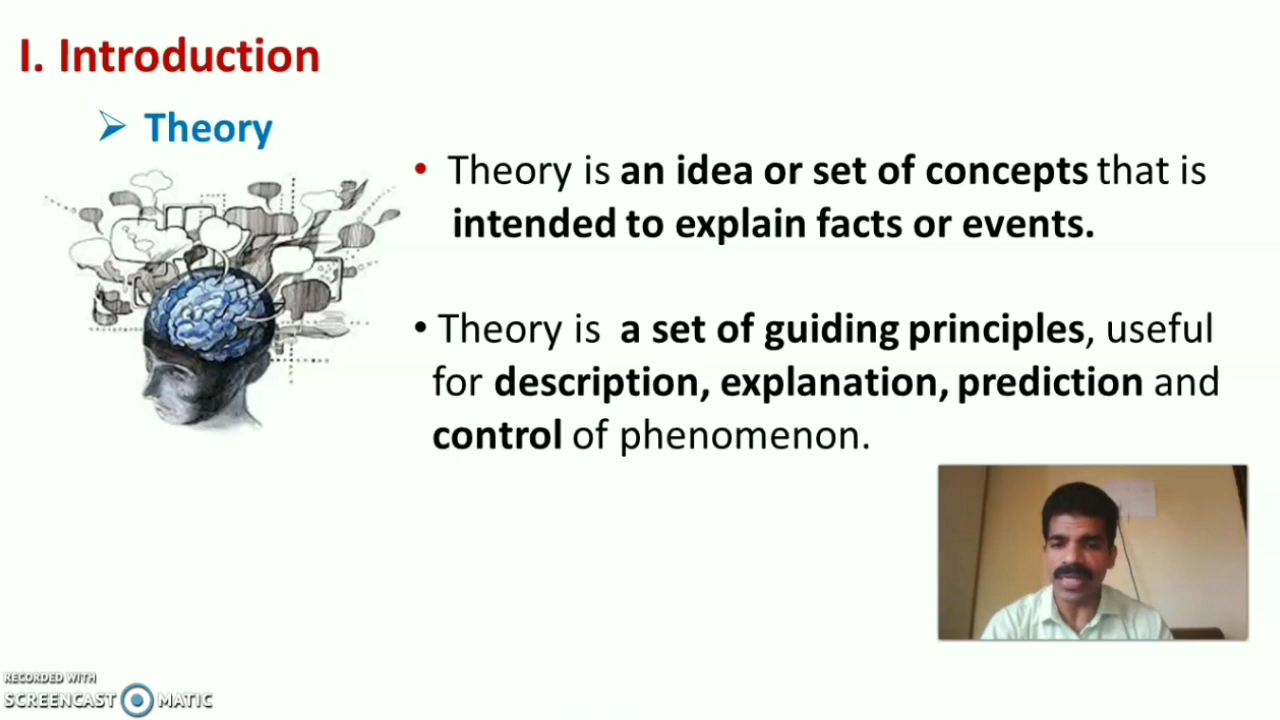 I. Introduction
➢ Theory
• Theory is an idea or set of concepts that is
intended to explain facts or events.
• Theory is a set of guiding principles, useful
for description, explanation, prediction and
control of phenomenon.
RECORDED WITH
SCREENCAST MATIC